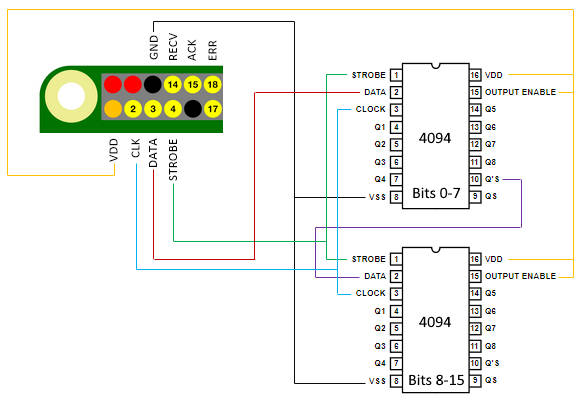 GND
RECV
ACK
ERR
14 15 18
2 3 4 17
VDD
CLK
DATA
STROBE
STROBE 1 16 VDD
DATA 2 15 OUTPUT ENABLE
CLOCK 3 14 Q5
Q1 4 13 Q6
4094
Q2 5 12 Q7
Q3 6 11 Q8
Q4 7 10 Q'S
Bits 0-7
VSS 8 9 QS
STROBE 1 16 VDD
DATA 2 15 OUTPUT ENABLE
CLOCK 3 14 Q5
Q1 4 13 Q6
4094
Q2 5 12 Q7
Q3 6 11 Q8
Q4 7 10 Q'S
Bits 8-15
VSS 8 9 QS